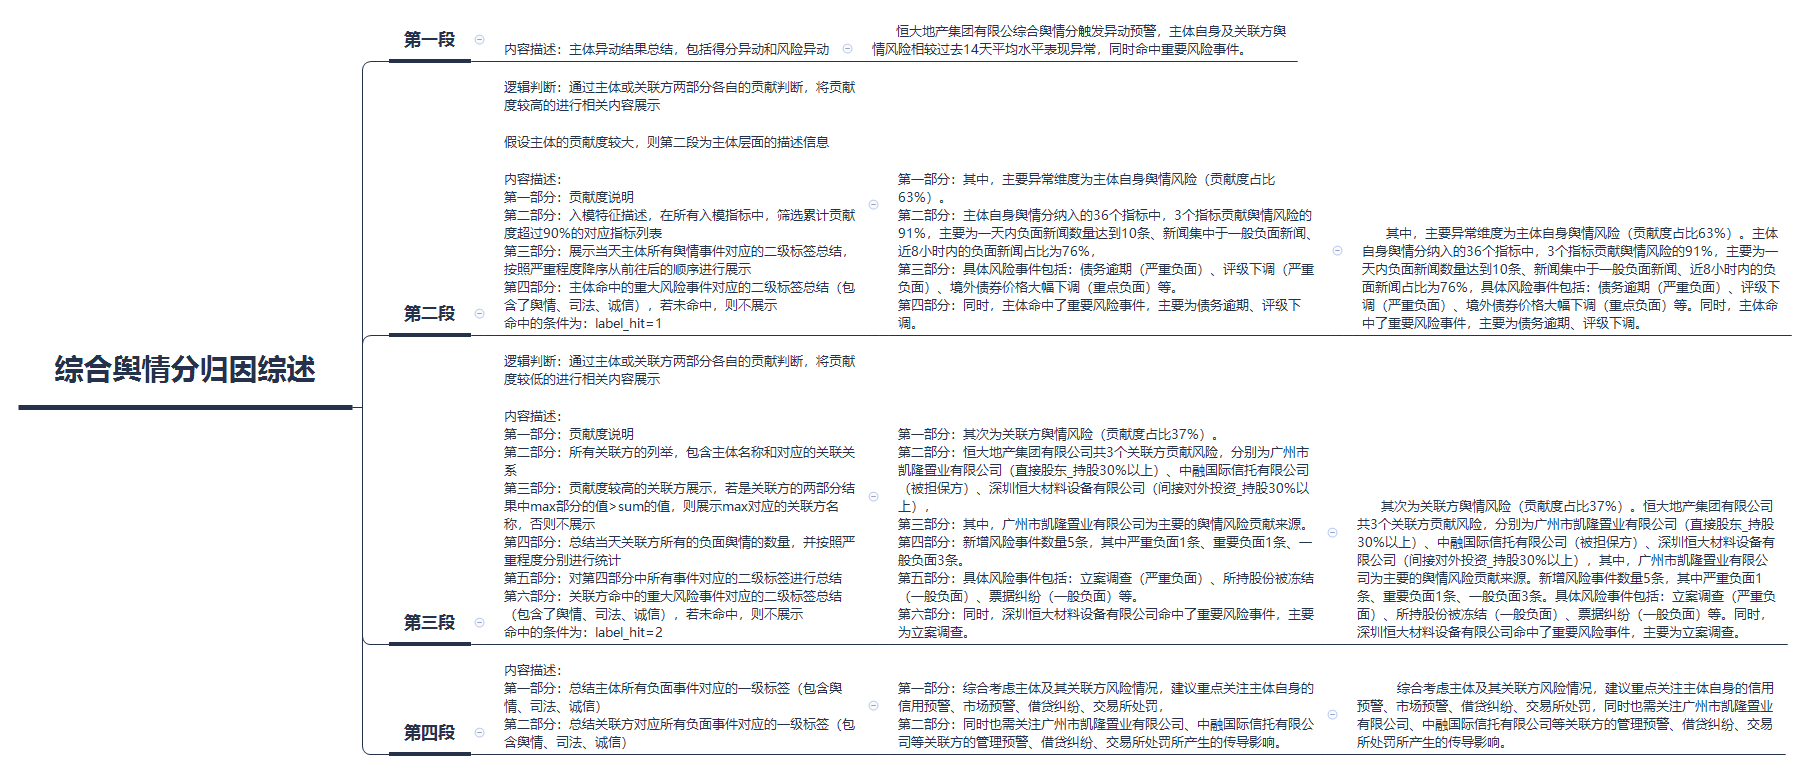 综合舆情分归因综述
第一段
内容描述：主体异动结果总结，包括得分异动和风险异动
恒大地产集团有限公综合舆情分触发异动预警，主体自身及关联方舆
情风险相较过去14天平均水平表现异常，同时命中重要风险事件。
第二段
逻辑判断：通过主体或关联方两部分各自的贡献判断，将贡献
度较高的进行相关内容展示
假设主体的贡献度较大，则第二段为主体层面的描述信息
内容描述：
第一部分：贡献度说明
第二部分：入模特征描述，在所有入模指标中，筛选累计贡献
度超过90%的对应指标列表
第三部分：展示当天主体所有舆情事件对应的二级标签总结，
按照严重程度降序从前往后的顺序进行展示
第四部分：主体命中的重大风险事件对应的二级标签总结（包
含了舆情、司法、诚信），若未命中，则不展示
命中的条件为：label_hit=1
第一部分：其中，主要异常维度为主体自身舆情风险（贡献度占比
63%）。
第二部分：主体自身舆情分纳入的36个指标中，3个指标贡献舆情风险的
91%，主要为一天内负面新闻数量达到10条、新闻集中于一般负面新闻、
近8小时内的负面新闻占比为76%，
第三部分：具体风险事件包括：债务逾期（严重负面）、评级下调（严重
负面）、境外债券价格大幅下调（重点负面）等。
第四部分：同时，主体命中了重要风险事件，主要为债务逾期、评级下
调。
其中，主要异常维度为主体自身舆情风险（贡献度占比63%）。主体
自身舆情分纳入的36个指标中，3个指标贡献舆情风险的91%，主要为一
天内负面新闻数量达到10条、新闻集中于一般负面新闻、近8小时内的负
面新闻占比为76%，具体风险事件包括：债务逾期（严重负面）、评级下
调（严重负面）、境外债券价格大幅下调（重点负面）等。同时，主体命
中了重要风险事件，主要为债务逾期、评级下调。
第三段
逻辑判断：通过主体或关联方两部分各自的贡献判断，将贡献
度较低的进行相关内容展示
内容描述：
第一部分：贡献度说明
第二部分：所有关联方的列举，包含主体名称和对应的关联关
系
第三部分：贡献度较高的关联方展示，若是关联方的两部分结
果中max部分的值>sum的值，则展示max对应的关联方名
称，否则不展示
第四部分：总结当天关联方所有的负面舆情的数量，并按照严
重程度分别进行统计
第五部分：对第四部分中所有事件对应的二级标签进行总结
第六部分：关联方命中的重大风险事件对应的二级标签总结
（包含了舆情、司法、诚信），若未命中，则不展示
命中的条件为：label_hit=2
第一部分：其次为关联方舆情风险（贡献度占比37%）。
第二部分：恒大地产集团有限公司共3个关联方贡献风险，分别为广州市
凯隆置业有限公司（直接股东_持股30%以上）、中融国际信托有限公司
（被担保方）、深圳恒大材料设备有限公司（间接对外投资_持股30%以
上），
第三部分：其中，广州市凯隆置业有限公司为主要的舆情风险贡献来源。
第四部分：新增风险事件数量5条，其中严重负面1条、重要负面1条、一
般负面3条。
第五部分：具体风险事件包括：立案调查（严重负面）、所持股份被冻结
（一般负面）、票据纠纷（一般负面）等。
第六部分：同时，深圳恒大材料设备有限公司命中了重要风险事件，主要
为立案调查。
其次为关联方舆情风险（贡献度占比37%）。恒大地产集团有限公司
共3个关联方贡献风险，分别为广州市凯隆置业有限公司（直接股东_持股
30%以上）、中融国际信托有限公司（被担保方）、深圳恒大材料设备有
限公司（间接对外投资_持股30%以上），其中，广州市凯隆置业有限公
司为主要的舆情风险贡献来源。新增风险事件数量5条，其中严重负面1
条、重要负面1条、一般负面3条。具体风险事件包括：立案调查（严重负
面）、所持股份被冻结（一般负面）、票据纠纷（一般负面）等。同时，
深圳恒大材料设备有限公司命中了重要风险事件，主要为立案调查。
第四段
内容描述：
第一部分：总结主体所有负面事件对应的一级标签（包含舆
情、司法、诚信）
第二部分：总结关联方对应所有负面事件对应的一级标签（包
含舆情、司法、诚信）
第一部分：综合考虑主体及其关联方风险情况，建议重点关注主体自身的
信用预警、市场预警、借贷纠纷、交易所处罚，
第二部分：同时也需关注广州市凯隆置业有限公司、中融国际信托有限公
司等关联方的管理预警、借贷纠纷、交易所处罚所产生的传导影响。
综合考虑主体及其关联方风险情况，建议重点关注主体自身的信用
预警、市场预警、借贷纠纷、交易所处罚，同时也需关注广州市凯隆置业
有限公司、中融国际信托有限公司等关联方的管理预警、借贷纠纷、交易
所处罚所产生的传导影响。